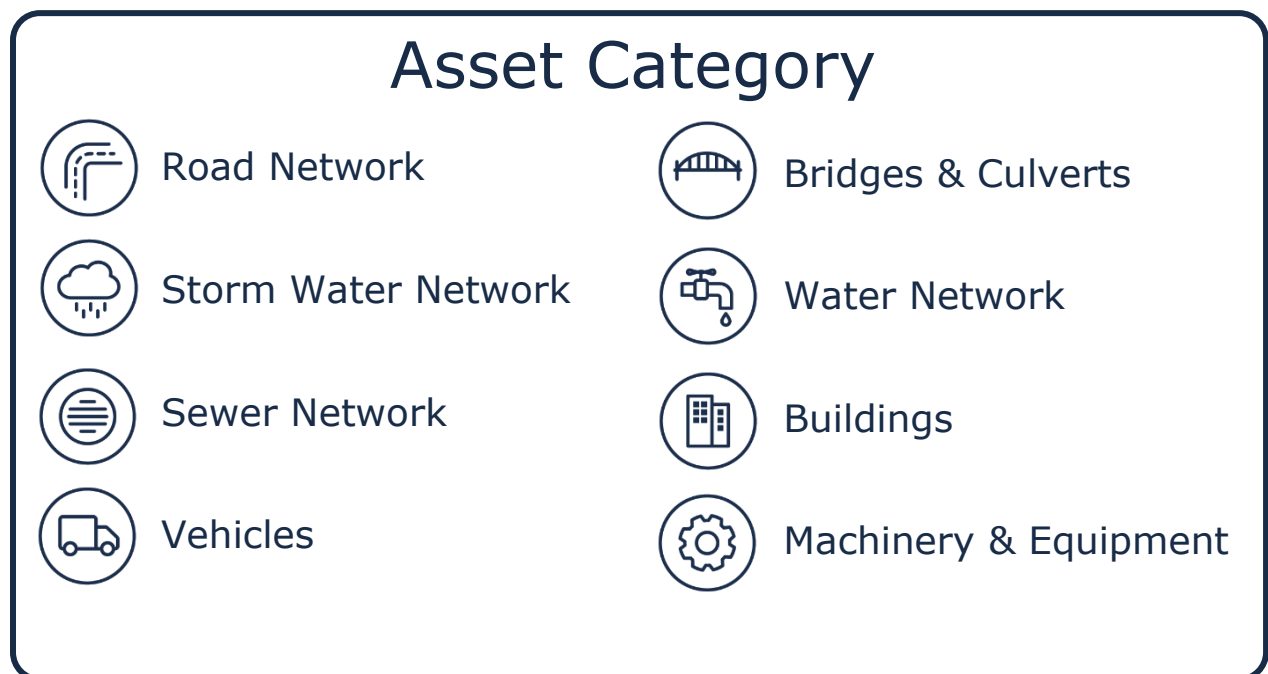 Asset Category
Road Network
Bridges & Culverts
Storm Water Network
Water Network
Sewer Network
Buildings
Vehicles
Machinery & Equipment